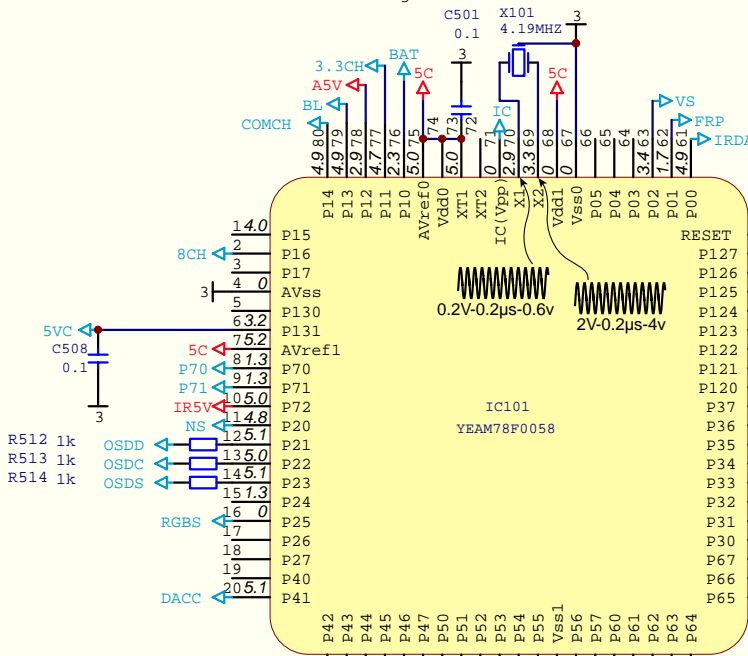 C501 X101
0.1 4.19MHZ
3
3
BAT
3.3CH
A5V
5C
5C
BL
IC
VS
COMCH
FRP
IRDA
80 79 78 77 76 75 74 73 72 71 70 69 68 67 66 65 64 63 62 61
4.9 4.9 2.9 4.7 2.3 5.0 5.0 0 2.9 3.3 0 0 3.4 1.7 4.9
P14 P13 P12 P11 P10 AVref0 Vdd0 XT1 XT2 IC(Vpp) X1 X2 Vdd1 Vss0 P05 P04 P03 P02 P01 P00
1 4.0 P15
8CH 2 P16
3 P17
3 4 0 AVss
5 P130
5VC 6 3.2 P131
C508
0.1
3
5C 7 5.2 AVref1
P70 8 1.3 P70
P71 9 1.3 P71
IR5V 10 5.0 P72
NS 11 4.8 P20
R512 1k OSDD 12 5.1 P21
R513 1k OSDC 13 5.0 P22
R514 1k OSDS 14 5.1 P23
15 1.3 P24
RGBS 16 0 P25
17 P26
18 P27
19 P40
DACC 20 5.1 P41
0.2V-0.2µs-0.6v
2V-0.2µs-4v
IC101
YEAM78F0058
RESET
P127
P126
P125
P124
P123
P122
P121
P120
P37
P36
P35
P34
P33
P32
P31
P30
P67
P66
P65
P42 P43 P44 P45 P46 P47 P50 P51 P52 P53 P54 P55 Vss1 P56 P57 P60 P61 P62 P63 P64